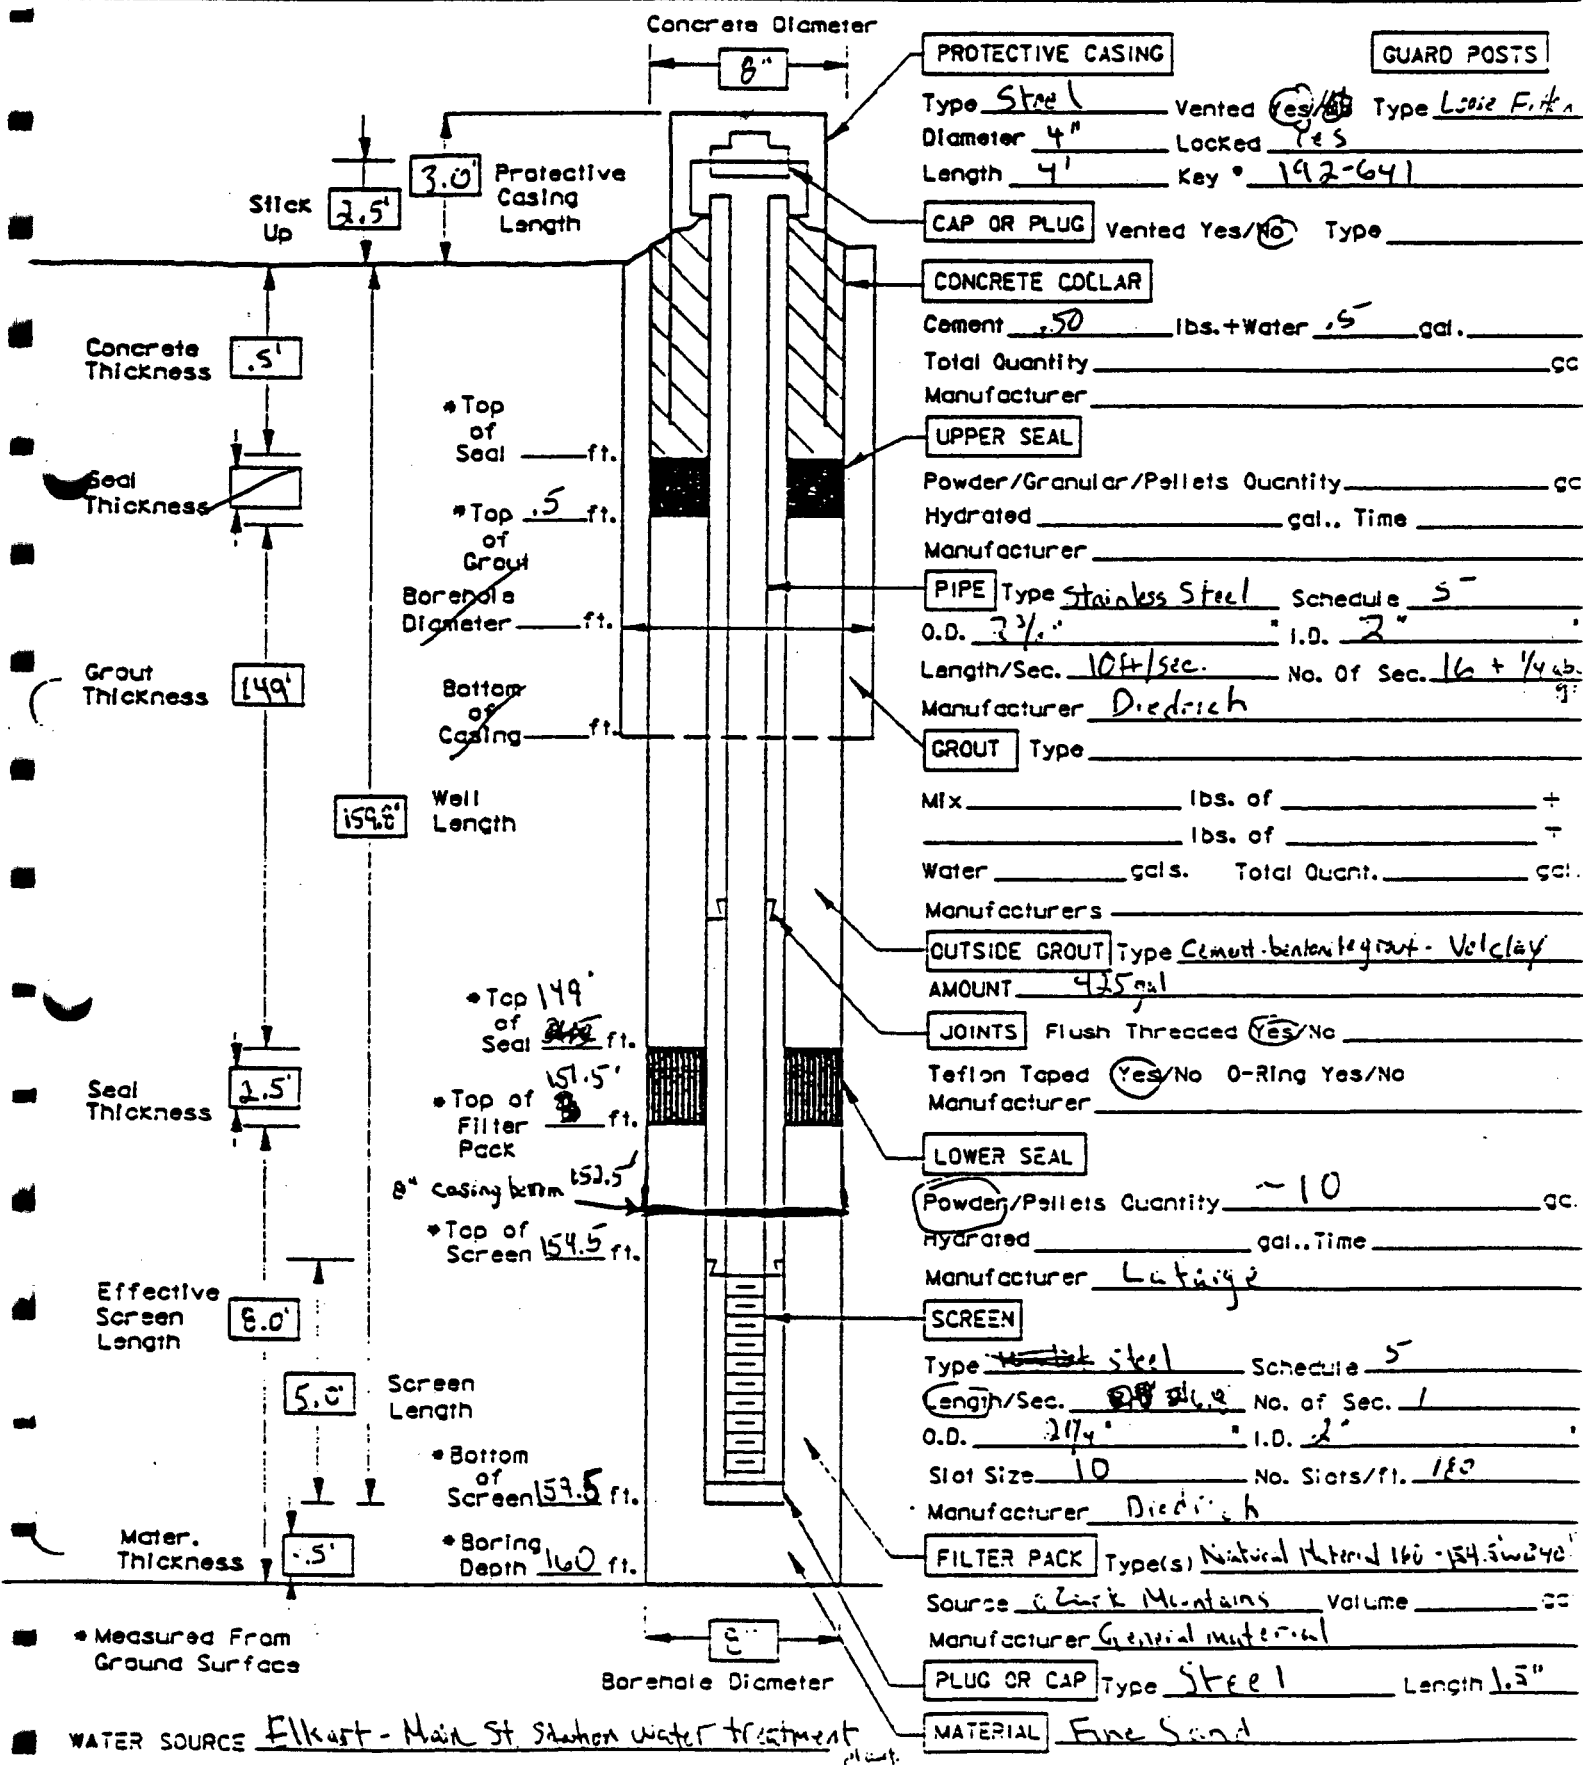 Concrete Diameter
8"
PROTECTIVE CASING
GUARD POSTS
Type Steel Vented Yes/ Type
Diameter 4" Locked Yes
Length 4' Key # 192-641
Stick Up 2.5'
3.0' Protective Casing Length
CAP OR PLUG Vented Yes/No Type
CONCRETE COLLAR
Cement .50 lbs.+Water .5 gal.
Total Quantity
Manufacturer
Concrete Thickness .5'
*Top of Seal ft.
UPPER SEAL
Powder/Granular/Pellets Quantity
Hydrated gal., Time
Manufacturer
Seal Thickness
*Top .5 ft.
of
Grout
Borehole
Diameter ft.
PIPE Type Stainless Steel Schedule 5
O.D. " I.D. 2"
Length/Sec. 10ft/sec. No. Of Sec. 16 + 1/4
Manufacturer Diedrich
Grout Thickness 149'
Bottom
of
Casing ft.
GROUT Type
Mix lbs. of +
lbs. of
Water gals. Total Quant. gal.
Manufacturers
159.8' Well Length
OUTSIDE GROUT Type Cement-bentonite grout - Volclay
AMOUNT 425 gal
JOINTS Flush Threaded Yes/No
Teflon Taped Yes/No O-Ring Yes/No
Manufacturer
*Top 149'
of
Seal ft.
Seal Thickness 2.5'
151.5'
*Top of
Filter ft.
Pack
LOWER SEAL
Powder/Pellets Quantity ~10
Hydrated gal.,Time
Manufacturer
8" casing bottom 152.5'
*Top of
Screen 154.5 ft.
SCREEN
Type steel Schedule 5
Length/Sec. No. of Sec. 1
O.D. " I.D. 2"
Slot Size 10 No. Slots/ft.
Manufacturer Diedrich
Effective Screen Length 8.0'
5.0' Screen Length
*Bottom
of
Screen 159.5 ft.
Mater. Thickness .5'
*Boring
Depth 160 ft.
FILTER PACK Type(s) Natural Material 160 -154.5
Source Mountains Volume
Manufacturer General material
PLUG OR CAP Type Steel Length 1.5"
MATERIAL Fine Sand
* Measured From
Ground Surface
8"
Borehole Diameter
WATER SOURCE Elkart - Main St. Station water treatment plant